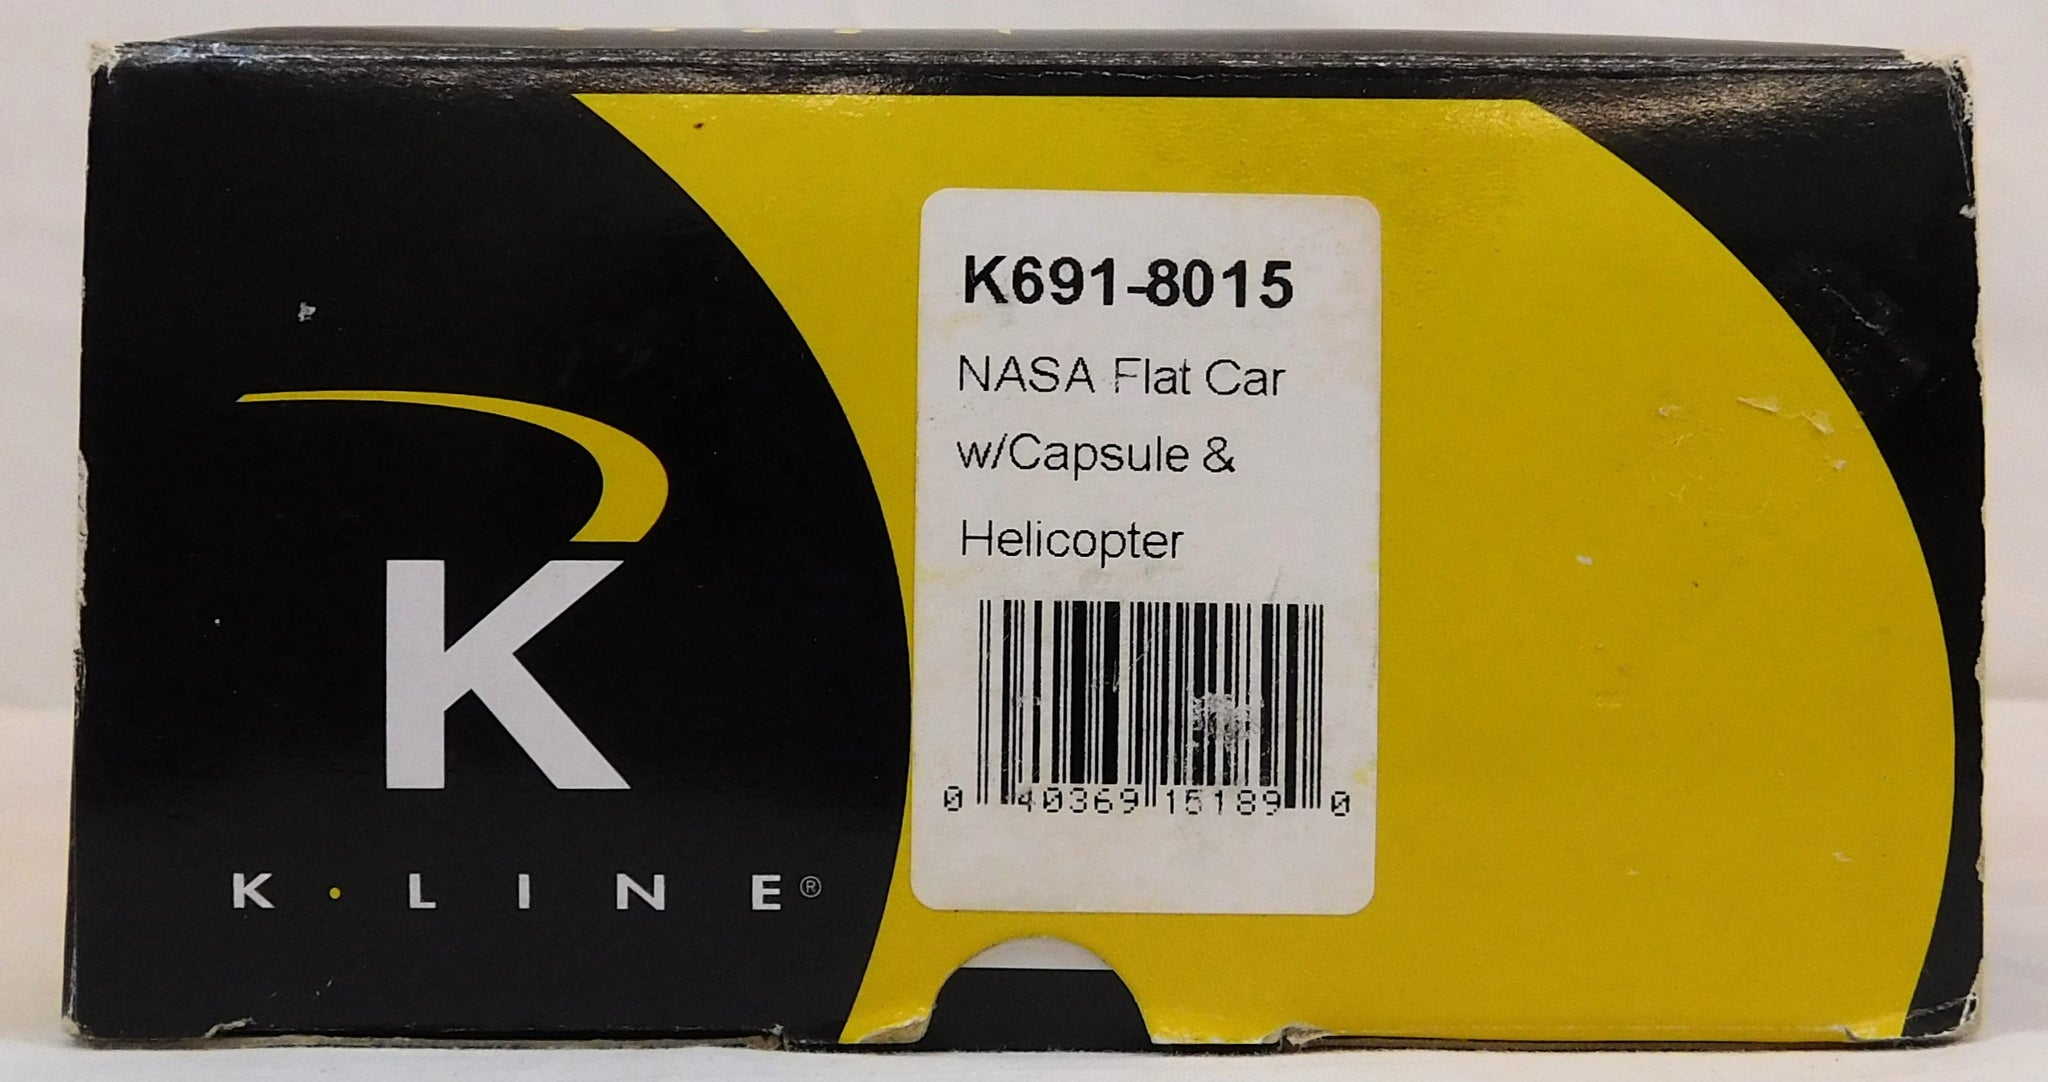 K
K·LINE®
K691-8015
NASA Flat Car
w/Capsule &
Helicopter
0 40369 15189 0